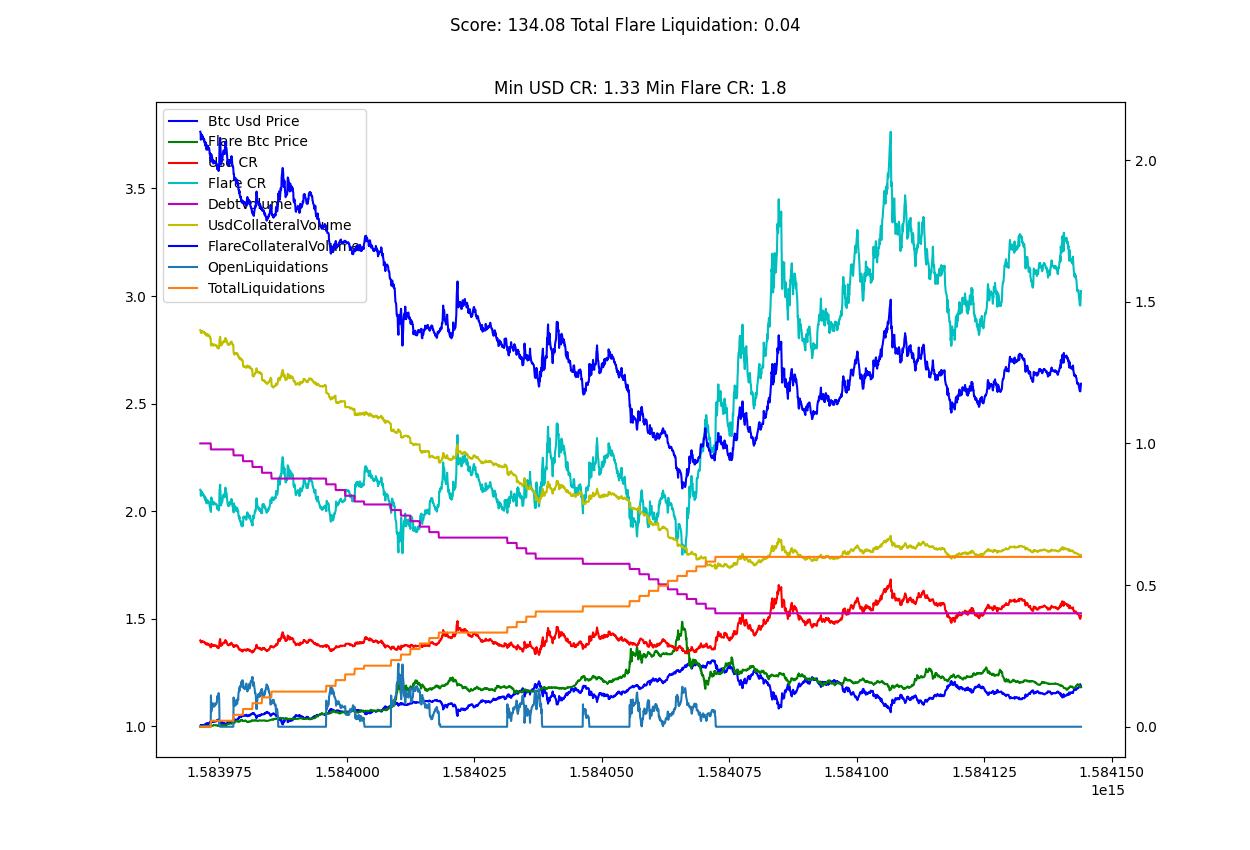 Score: 134.08 Total Flare Liquidation: 0.04
Min USD CR: 1.33 Min Flare CR: 1.8
Btc Usd Price
Flare Btc Price
Usd CR
Flare CR
DebtVolume
UsdCollateralVolume
FlareCollateralVolume
OpenLiquidations
TotalLiquidations
3.5
3.0
2.5
2.0
1.5
1.0
2.0
1.5
1.0
0.5
0.0
1.583975 1.584000 1.584025 1.584050 1.584075 1.584100 1.584125 1.584150
1e15